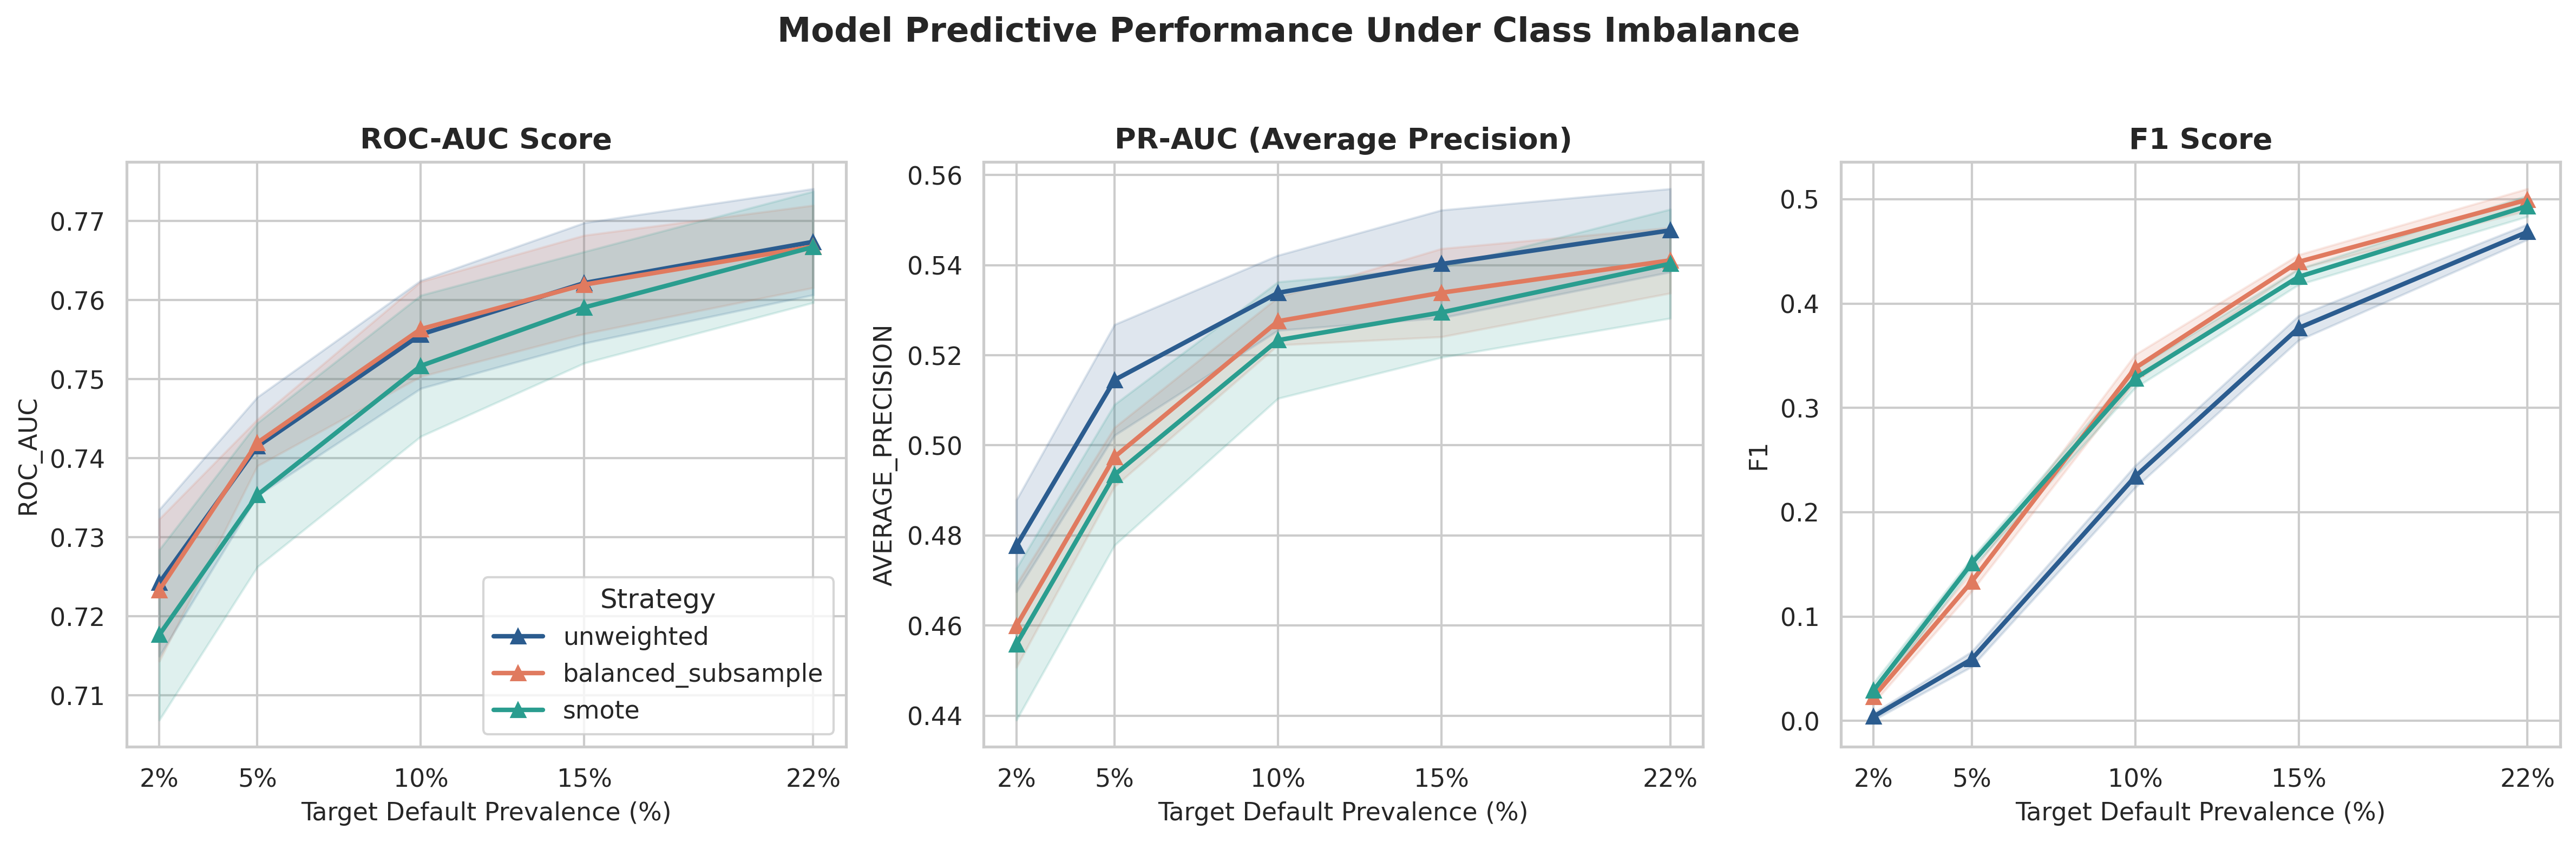 Model Predictive Performance Under Class Imbalance
ROC-AUC Score
ROC_AUC
0.77
0.76
0.75
0.74
0.73
0.72
0.71
2% 5% 10% 15% 22%
Target Default Prevalence (%)
Strategy
unweighted
balanced_subsample
smote
PR-AUC (Average Precision)
AVERAGE_PRECISION
0.56
0.54
0.52
0.50
0.48
0.46
0.44
2% 5% 10% 15% 22%
Target Default Prevalence (%)
F1 Score
F1
0.5
0.4
0.3
0.2
0.1
0.0
2% 5% 10% 15% 22%
Target Default Prevalence (%)